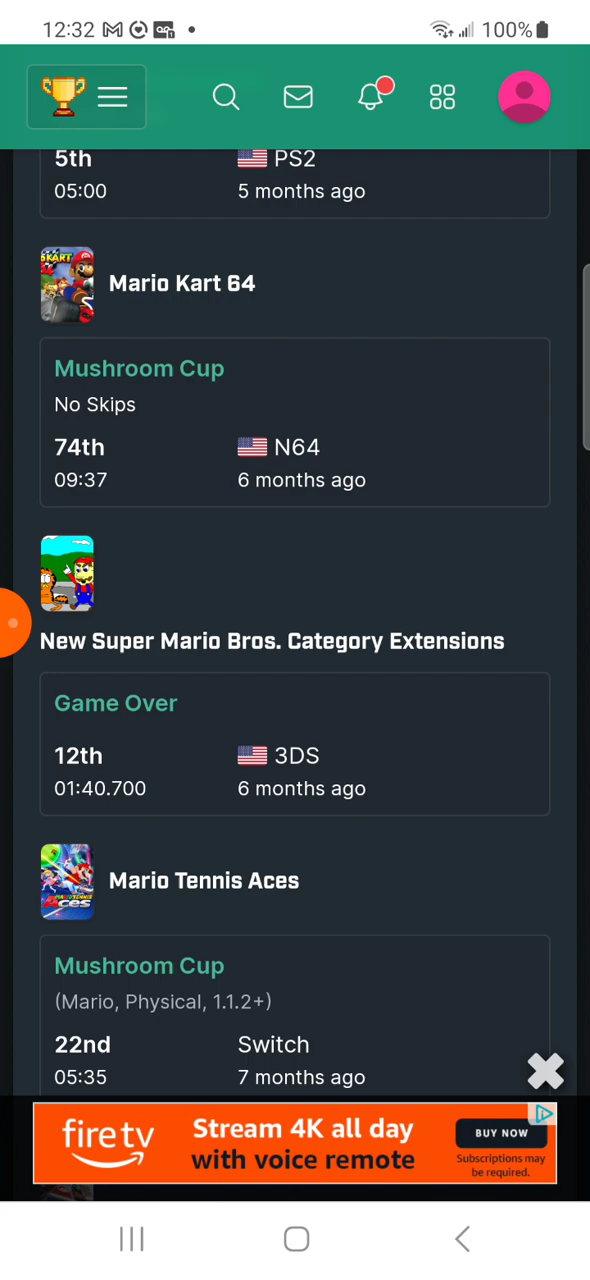 12:32 100%
5th PS2
05:00 5 months ago
KART
Mario Kart 64
Mushroom Cup
No Skips
74th N64
09:37 6 months ago
New Super Mario Bros. Category Extensions
Game Over
12th 3DS
01:40.700 6 months ago
ACES
Mario Tennis Aces
Mushroom Cup
(Mario, Physical, 1.1.2+)
22nd Switch
05:35 7 months ago
fire tv
Stream 4K all day
with voice remote
BUY NOW
Subscriptions may
be required.